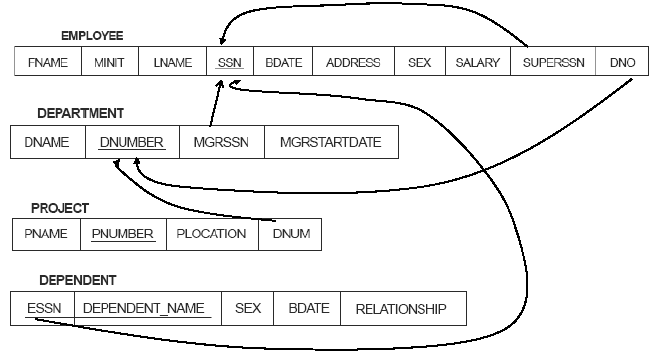 EMPLOYEE
FNAME MINIT LNAME SSN BDATE ADDRESS SEX SALARY SUPERSSN DNO
DEPARTMENT
DNAME DNUMBER MGRSSN MGRSTARTDATE
PROJECT
PNAME PNUMBER PLOCATION DNUM
DEPENDENT
ESSN DEPENDENT_NAME SEX BDATE RELATIONSHIP